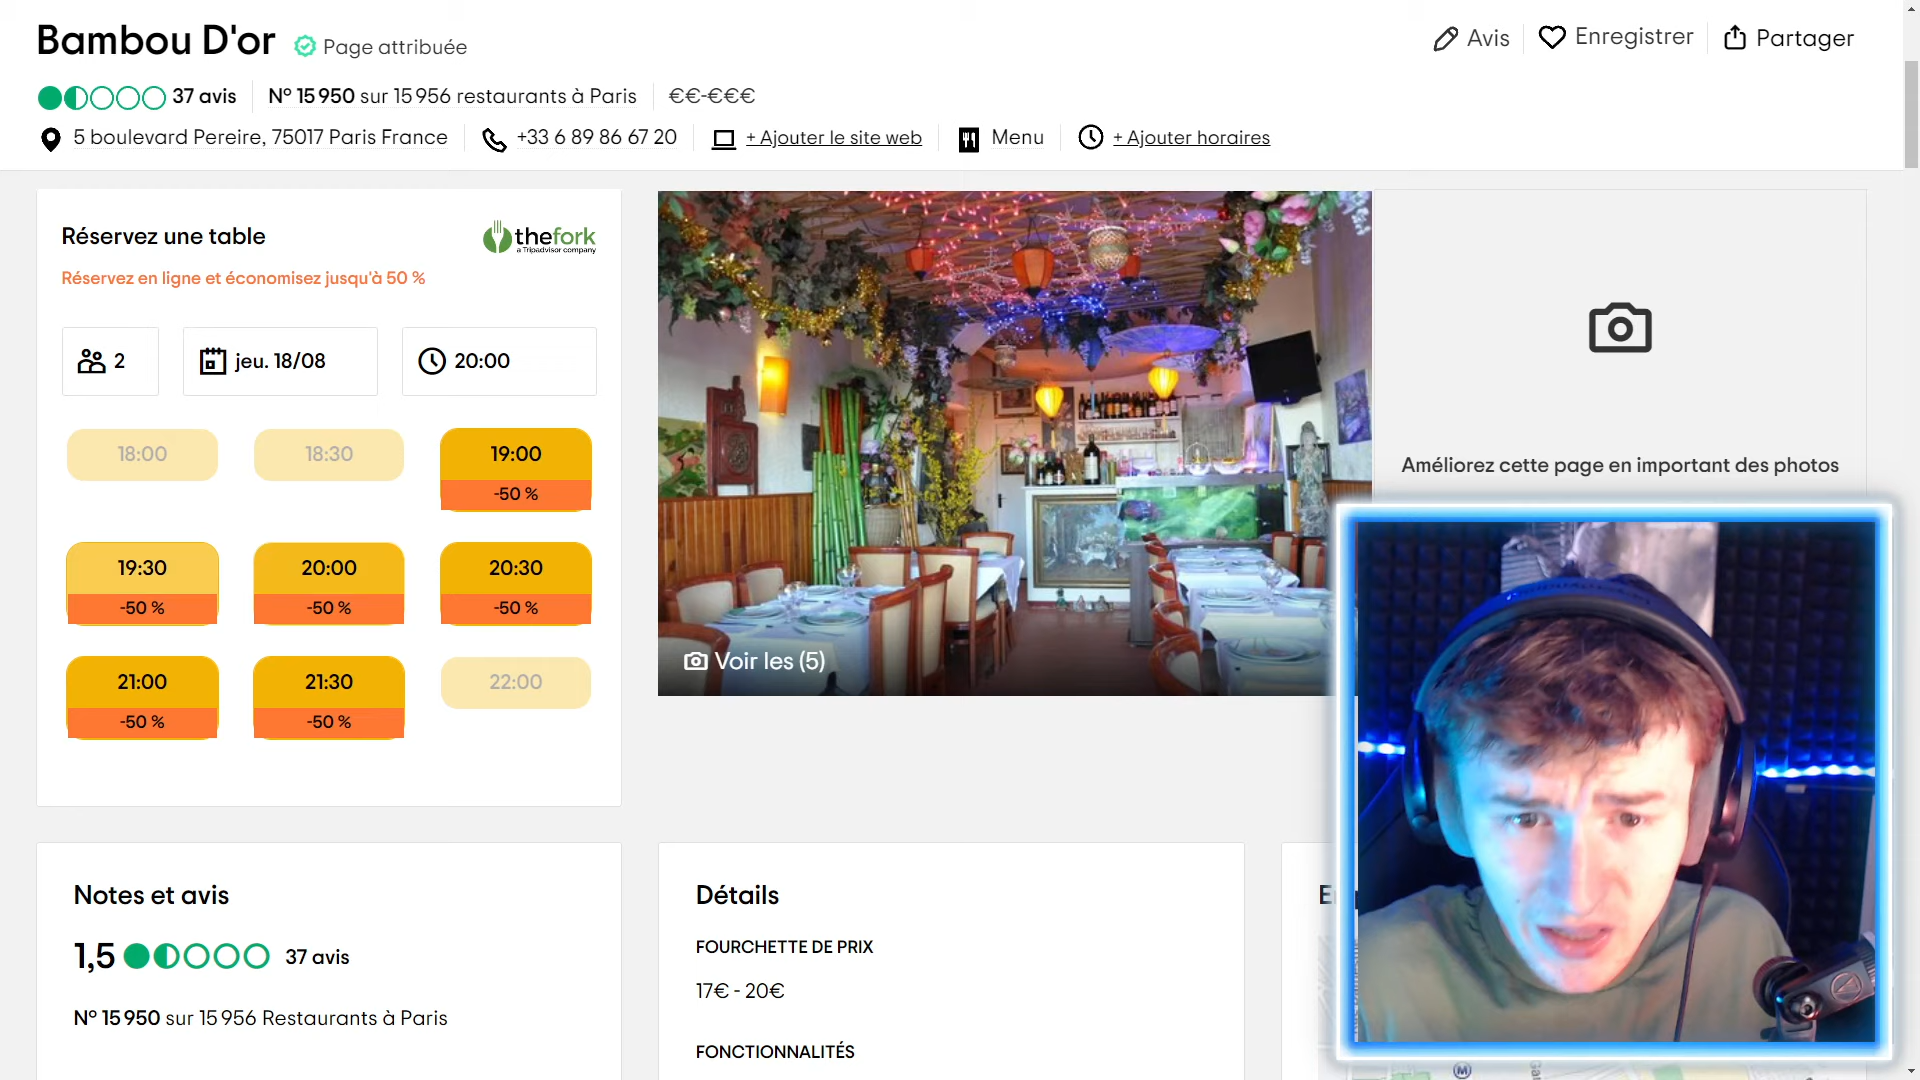 Bambou D'or Page attribuée
Avis Enregistrer Partager
37 avis Nº 15 950 sur 15 956 restaurants à Paris €€-€€€
5 boulevard Pereire, 75017 Paris France +33 6 89 86 67 20 + Ajouter le site web Menu + Ajouter horaires
Réservez une table
thefork
a Tripadvisor company
Réservez en ligne et économisez jusqu'à 50 %
2 jeu. 18/08 20:00
18:00 18:30 19:00
-50 %
19:30 20:00 20:30
-50 % -50 % -50 %
21:00 21:30 22:00
-50 % -50 %
Voir les (5)
Améliorez cette page en important des photos
Notes et avis
1,5 37 avis
Nº 15 950 sur 15 956 Restaurants à Paris
Détails
FOURCHETTE DE PRIX
17€ - 20€
FONCTIONNALITÉS
M